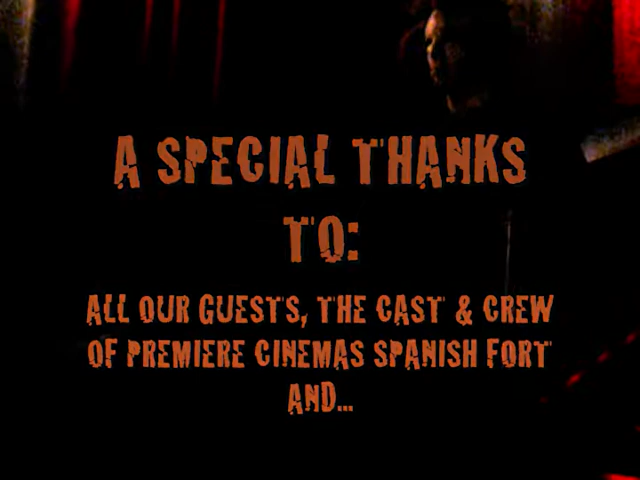 A SPECIAL THANKS
TO:
ALL OUR GUESTS, THE CAST & CREW
OF PREMIERE CINEMAS SPANISH FORT
AND...